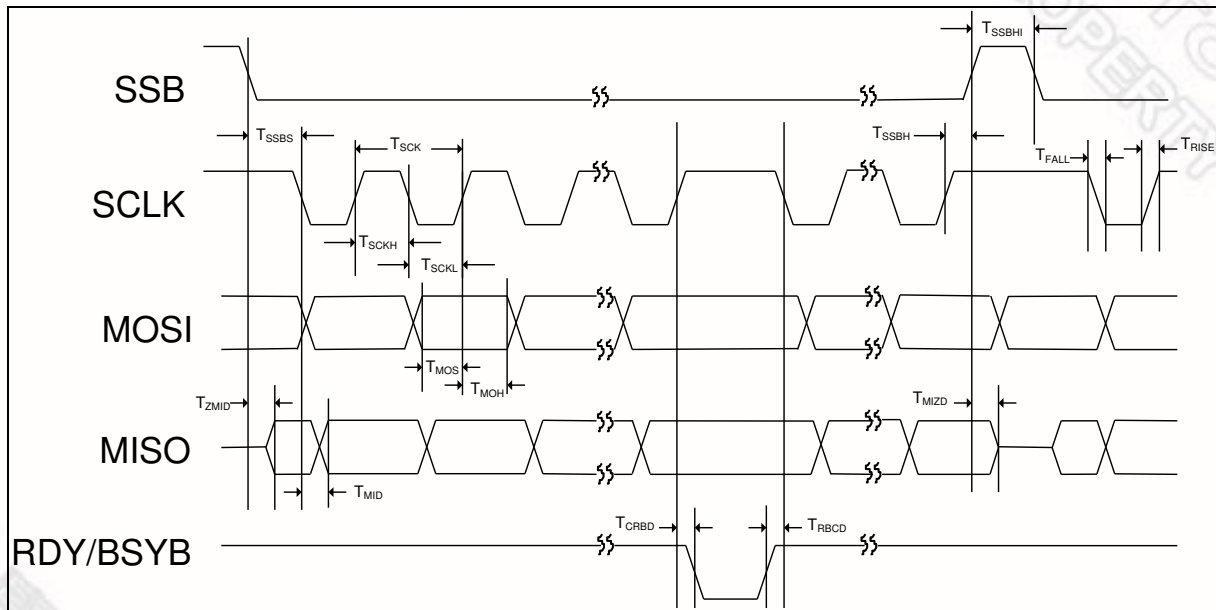 TSSBHI
SSB
TSSBS
TSCK
TSSBH
TFALL
TRISE
SCLK
TSCKH
TSCKL
MOSI
TMOS
TMOH
TZMID
TMIZD
MISO
TMID
TCRBD
TRBCD
RDY/BSYB
OPERTY